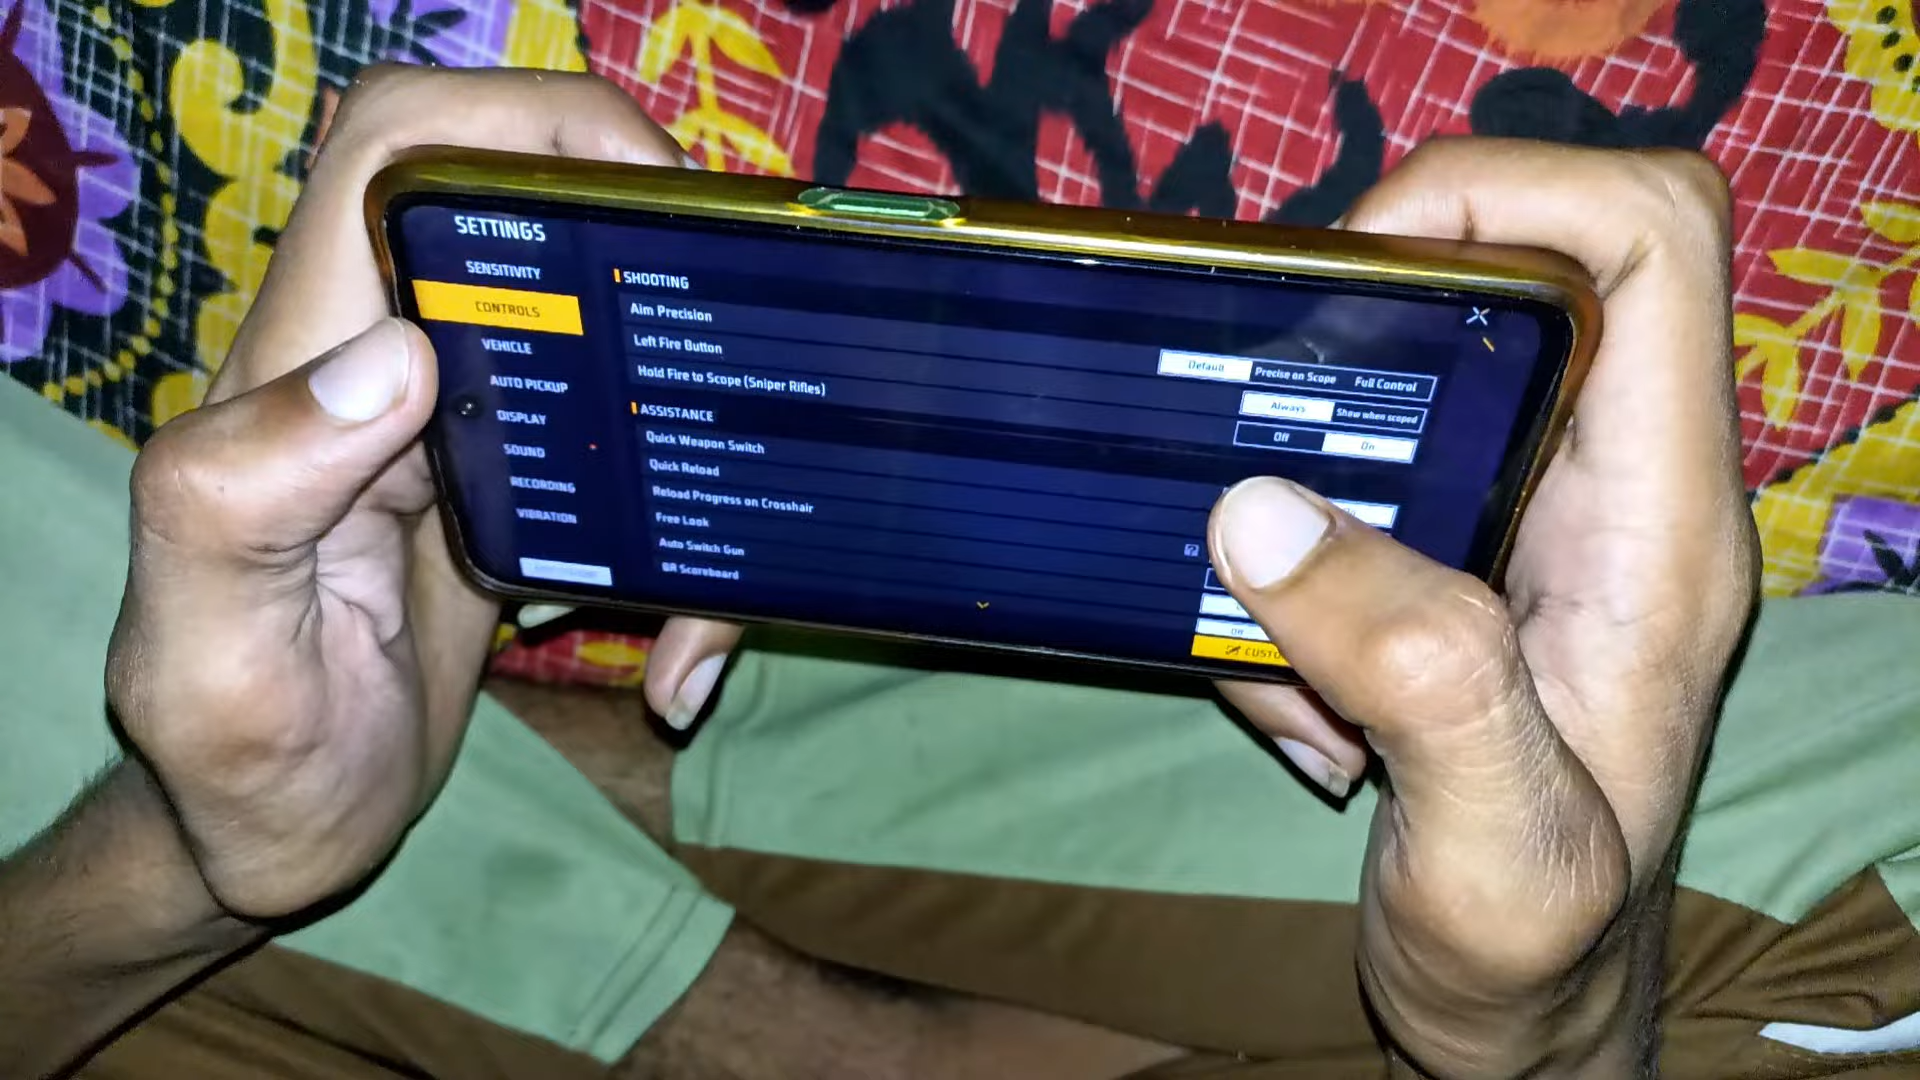 SETTINGS
SENSITIVITY
CONTROLS
VEHICLE
AUTO PICKUP
DISPLAY
SOUND
RECORDING
VIBRATION
SHOOTING
Aim Precision
Default Precise on Scope Full Control
Left Fire Button
Always Show when scoped
Hold Fire to Scope (Sniper Rifles)
Off On
ASSISTANCE
Quick Weapon Switch
Quick Reload
Reload Progress on Crosshair
Free Look
Auto Switch Gun
BR Scoreboard
Off